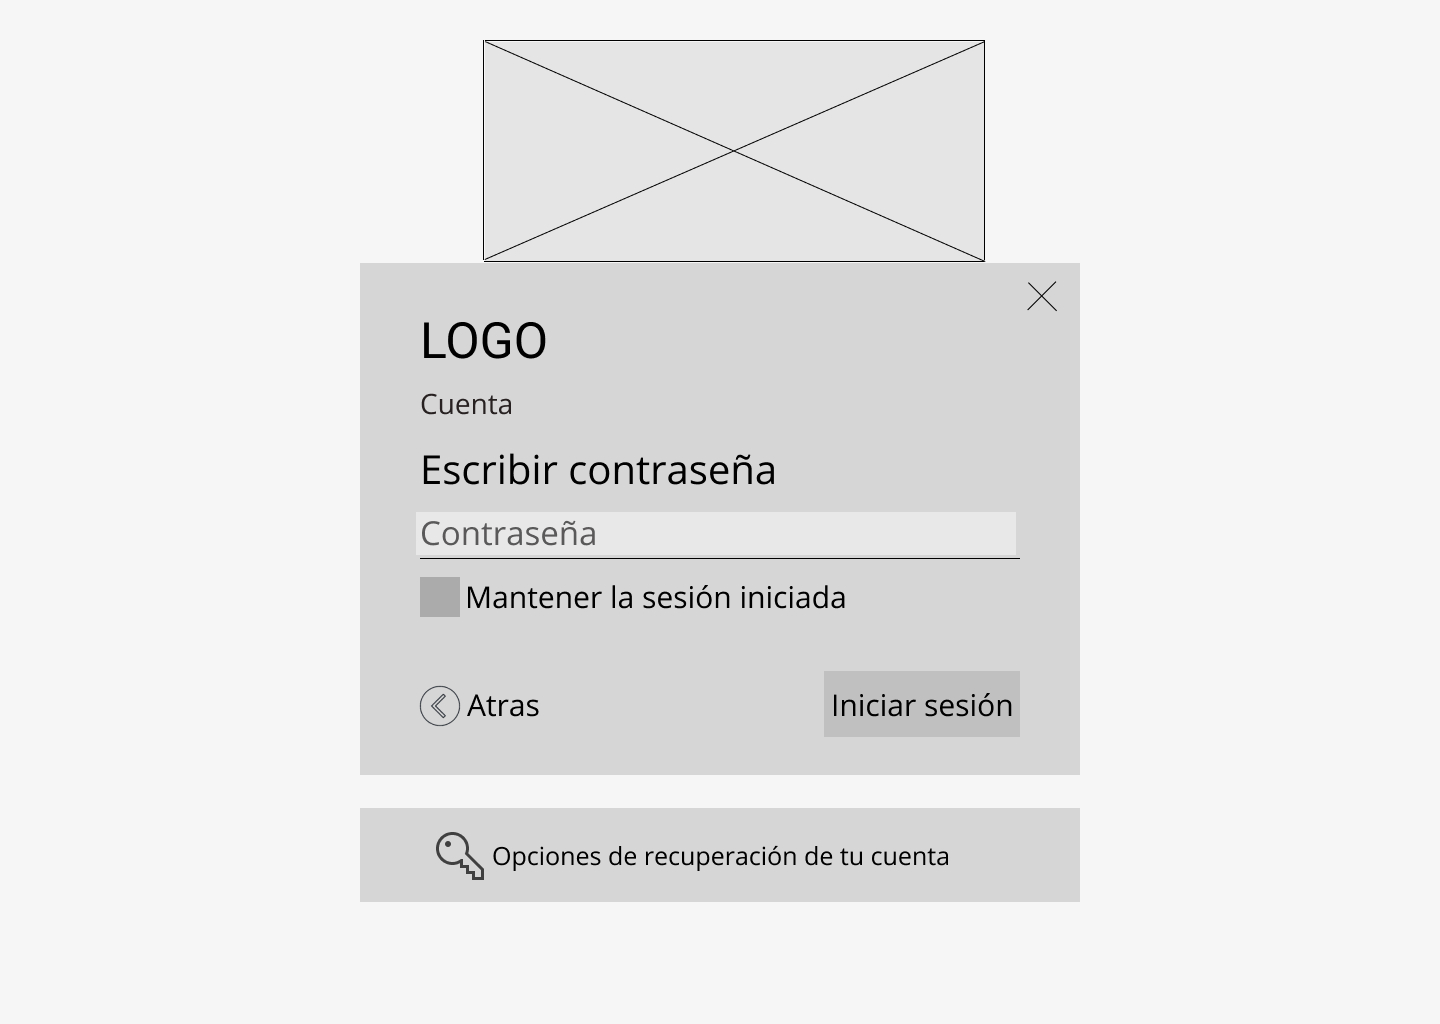 LOGO
Cuenta
Escribir contraseña
Contraseña
Mantener la sesión iniciada
Atras
Iniciar sesión
Opciones de recuperación de tu cuenta